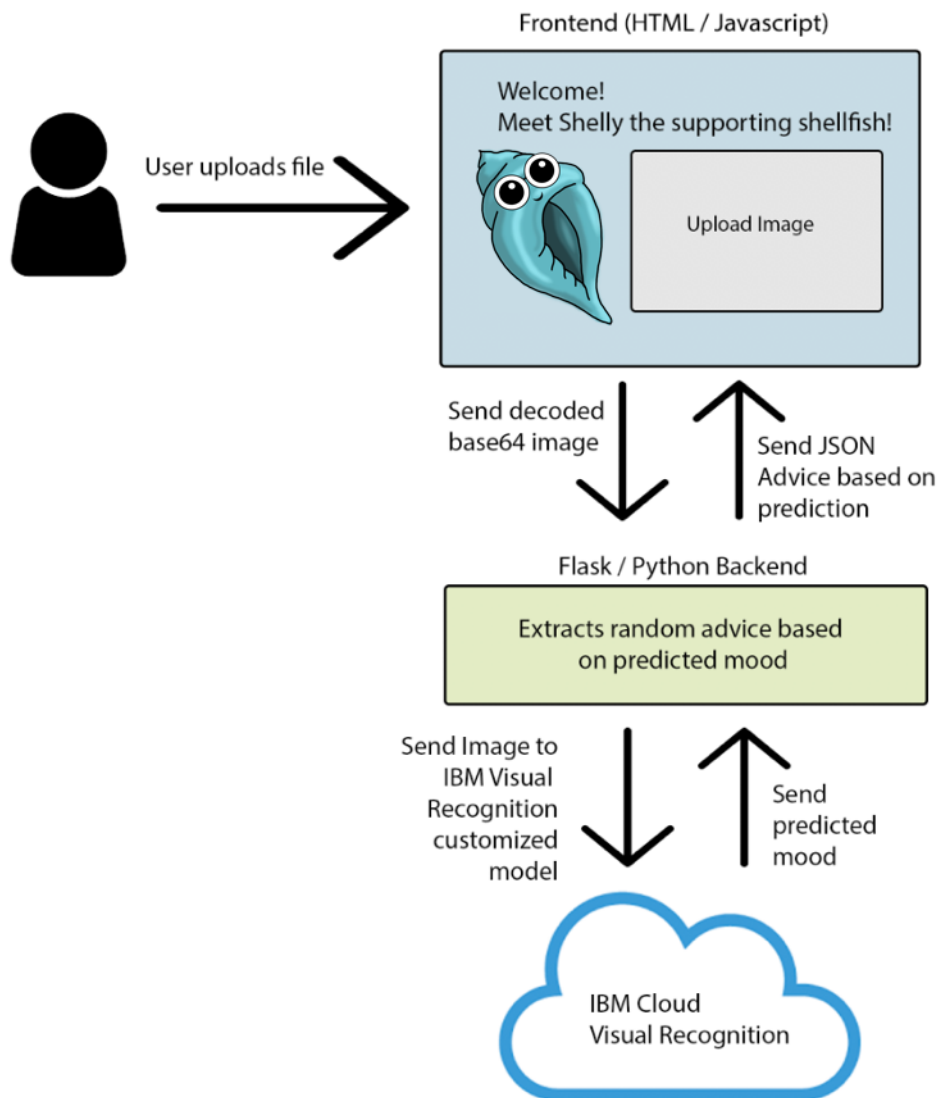 Frontend (HTML / Javascript)
Welcome!
Meet Shelly the supporting shellfish!
User uploads file
Upload Image
Send decoded
base64 image
Send JSON
Advice based on
prediction
Flask / Python Backend
Extracts random advice based
on predicted mood
Send Image to
IBM Visual
Recognition
customized
model
Send
predicted
mood
IBM Cloud
Visual Recognition